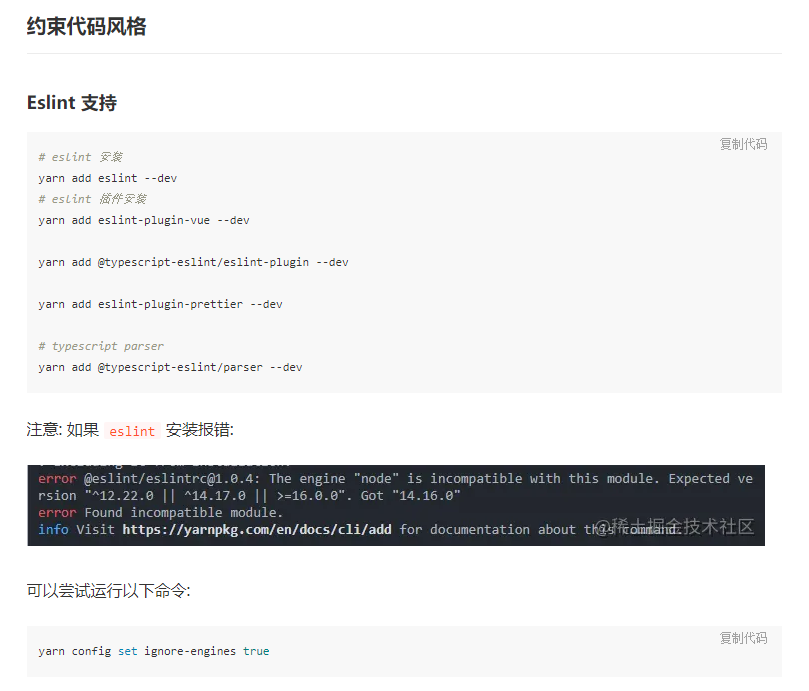 约束代码风格
Eslint 支持
复制代码
# eslint 安装
yarn add eslint --dev
# eslint 插件安装
yarn add eslint-plugin-vue --dev
yarn add @typescript-eslint/eslint-plugin --dev
yarn add eslint-plugin-prettier --dev
# typescript parser
yarn add @typescript-eslint/parser --dev
注意: 如果 eslint 安装报错:
error @eslint/eslintrc@1.0.4: The engine "node" is incompatible with this module. Expected ve
rsion "^12.22.0 || ^14.17.0 || >=16.0.0". Got "14.16.0"
error Found incompatible module.
info Visit https://yarnpkg.com/en/docs/cli/add for documentation about this command.
@稀土掘金技术社区
可以尝试运行以下命令:
复制代码
yarn config set ignore-engines true